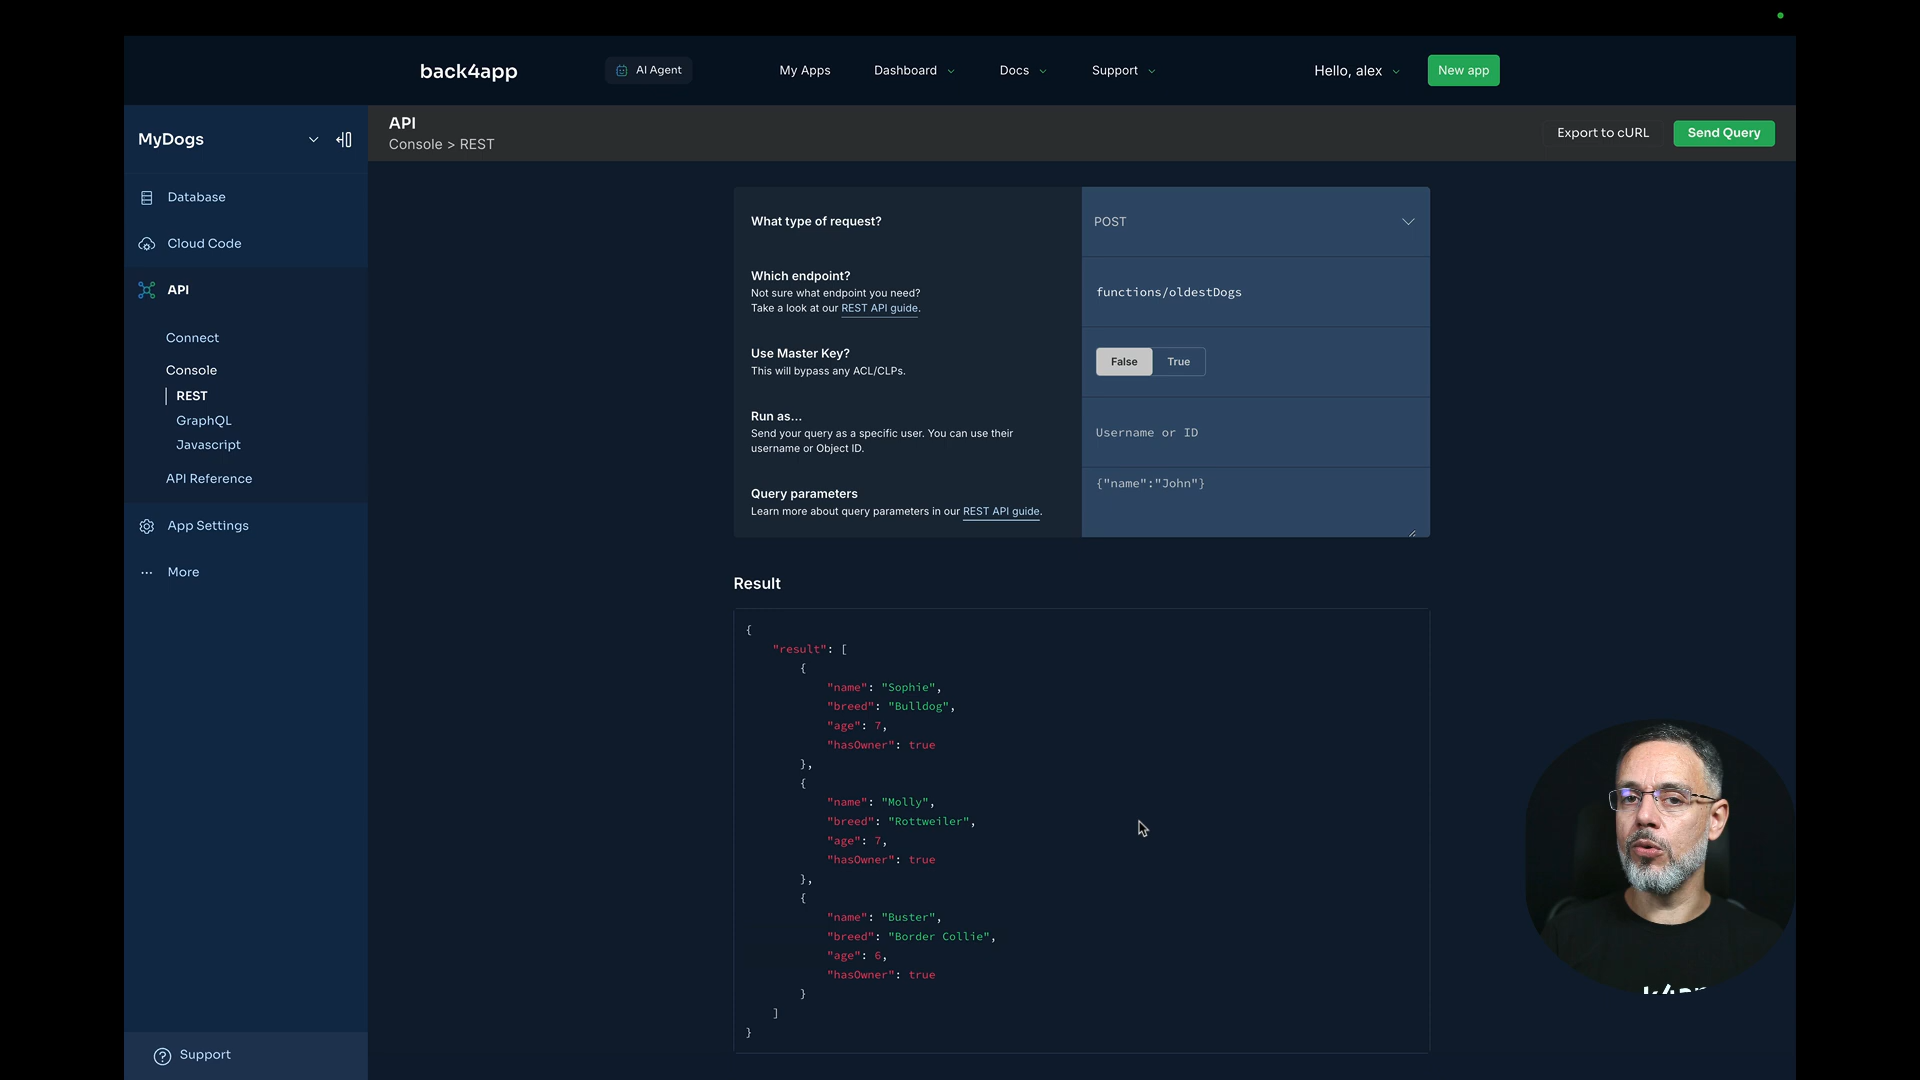 back4app
AI Agent
My Apps
Dashboard
Docs
Support
Hello, alex
New app
MyDogs
API
Console > REST
Export to cURL
Send Query
Database
Cloud Code
API
Connect
Console
REST
GraphQL
Javascript
API Reference
App Settings
More
Support
What type of request?
POST
Which endpoint?
Not sure what endpoint you need?
Take a look at our REST API guide.
functions/oldestDogs
Use Master Key?
This will bypass any ACL/CLPs.
False
True
Run as...
Send your query as a specific user. You can use their
username or Object ID.
Username or ID
Query parameters
Learn more about query parameters in our REST API guide.
{"name":"John"}
Result
{
"result": [
{
"name": "Sophie",
"breed": "Bulldog",
"age": 7,
"hasOwner": true
},
{
"name": "Molly",
"breed": "Rottweiler",
"age": 7,
"hasOwner": true
},
{
"name": "Buster",
"breed": "Border Collie",
"age": 6,
"hasOwner": true
}
]
}